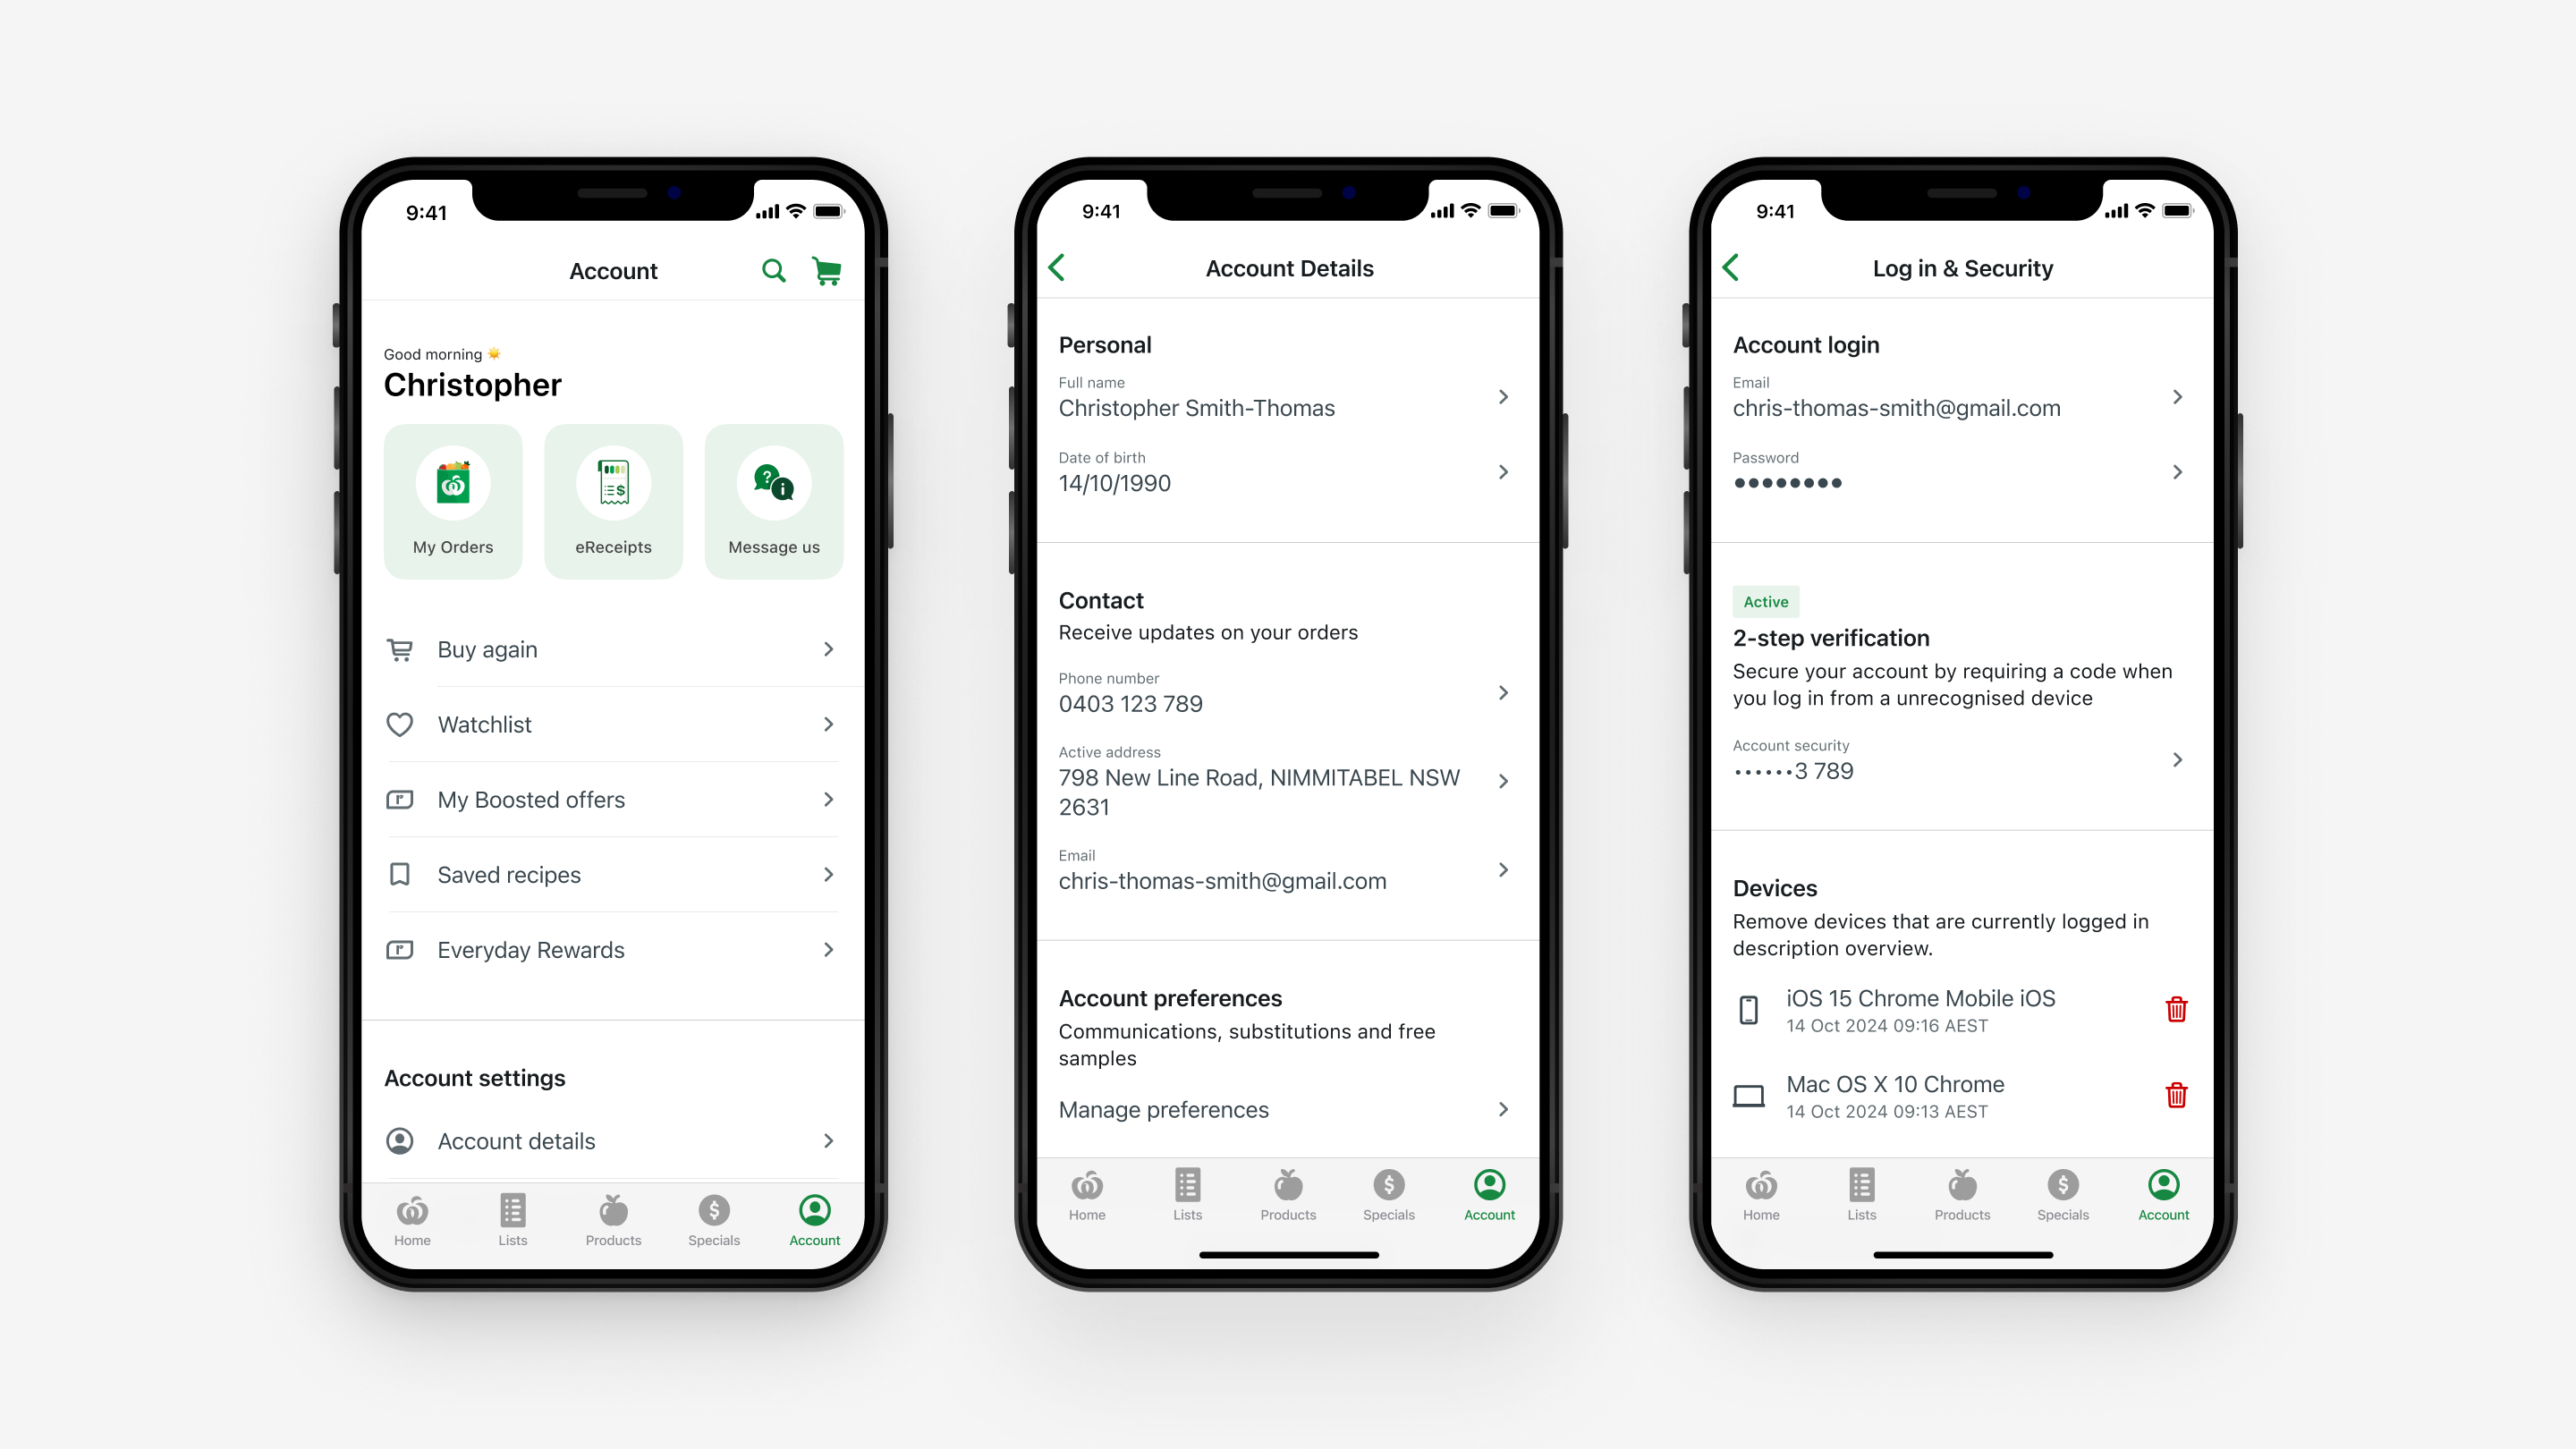 9:41
Account
Good morning
Christopher
My Orders
eReceipts
Message us
Buy again
Watchlist
My Boosted offers
Saved recipes
Everyday Rewards
Account settings
Account details
Home
Lists
Products
Specials
Account
9:41
Account Details
Personal
Full name
Christopher Smith-Thomas
Date of birth
14/10/1990
Contact
Receive updates on your orders
Phone number
0403 123 789
Active address
798 New Line Road, NIMMITABEL NSW
2631
Email
chris-thomas-smith@gmail.com
Account preferences
Communications, substitutions and free
samples
Manage preferences
Home
Lists
Products
Specials
Account
9:41
Log in & Security
Account login
Email
chris-thomas-smith@gmail.com
Password
••••••••
Active
2-step verification
Secure your account by requiring a code when
you log in from a unrecognised device
Account security
••••••3 789
Devices
Remove devices that are currently logged in
description overview.
iOS 15 Chrome Mobile iOS
14 Oct 2024 09:16 AEST
Mac OS X 10 Chrome
14 Oct 2024 09:13 AEST
Home
Lists
Products
Specials
Account